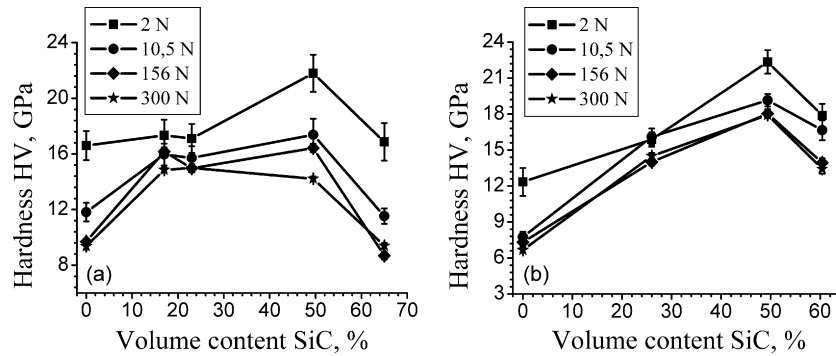 2 N
10,5 N
156 N
300 N
24
20
16
12
8
Hardness HV, GPa
(a)
0 10 20 30 40 50 60 70
Volume content SiC, %
2 N
10,5 N
156 N
300 N
24
21
18
15
12
9
6
3
Hardness HV, GPa
(b)
0 10 20 30 40 50 60
Volume content SiC, %